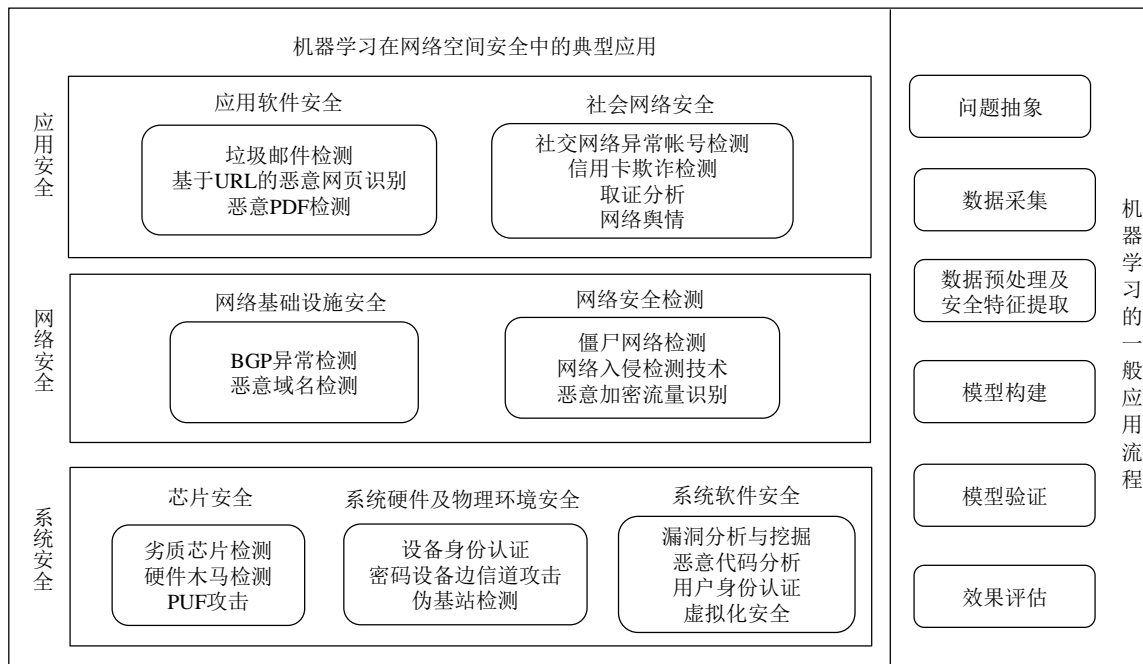 机器学习在网络空间安全中的典型应用
应用安全
应用软件安全
垃圾邮件检测
基于URL的恶意网页识别
恶意PDF检测
社会网络安全
社交网络异常帐号检测
信用卡欺诈检测
取证分析
网络舆情
网络安全
网络基础设施安全
BGP异常检测
恶意域名检测
网络安全检测
僵尸网络检测
网络入侵检测技术
恶意加密流量识别
系统安全
芯片安全
劣质芯片检测
硬件木马检测
PUF攻击
系统硬件及物理环境安全
设备身份认证
密码设备边信道攻击
伪基站检测
系统软件安全
漏洞分析与挖掘
恶意代码分析
用户身份认证
虚拟化安全
问题抽象
数据采集
数据预处理及
安全特征提取
模型构建
模型验证
效果评估
机器学习的一般应用流程